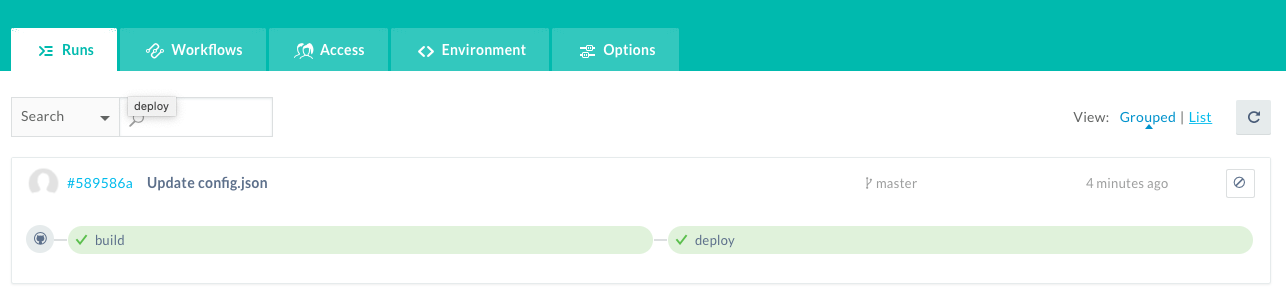 Runs Workflows Access Environment Options
deploy
Search
View: Grouped | List
#589586a Update config.json master 4 minutes ago
build deploy